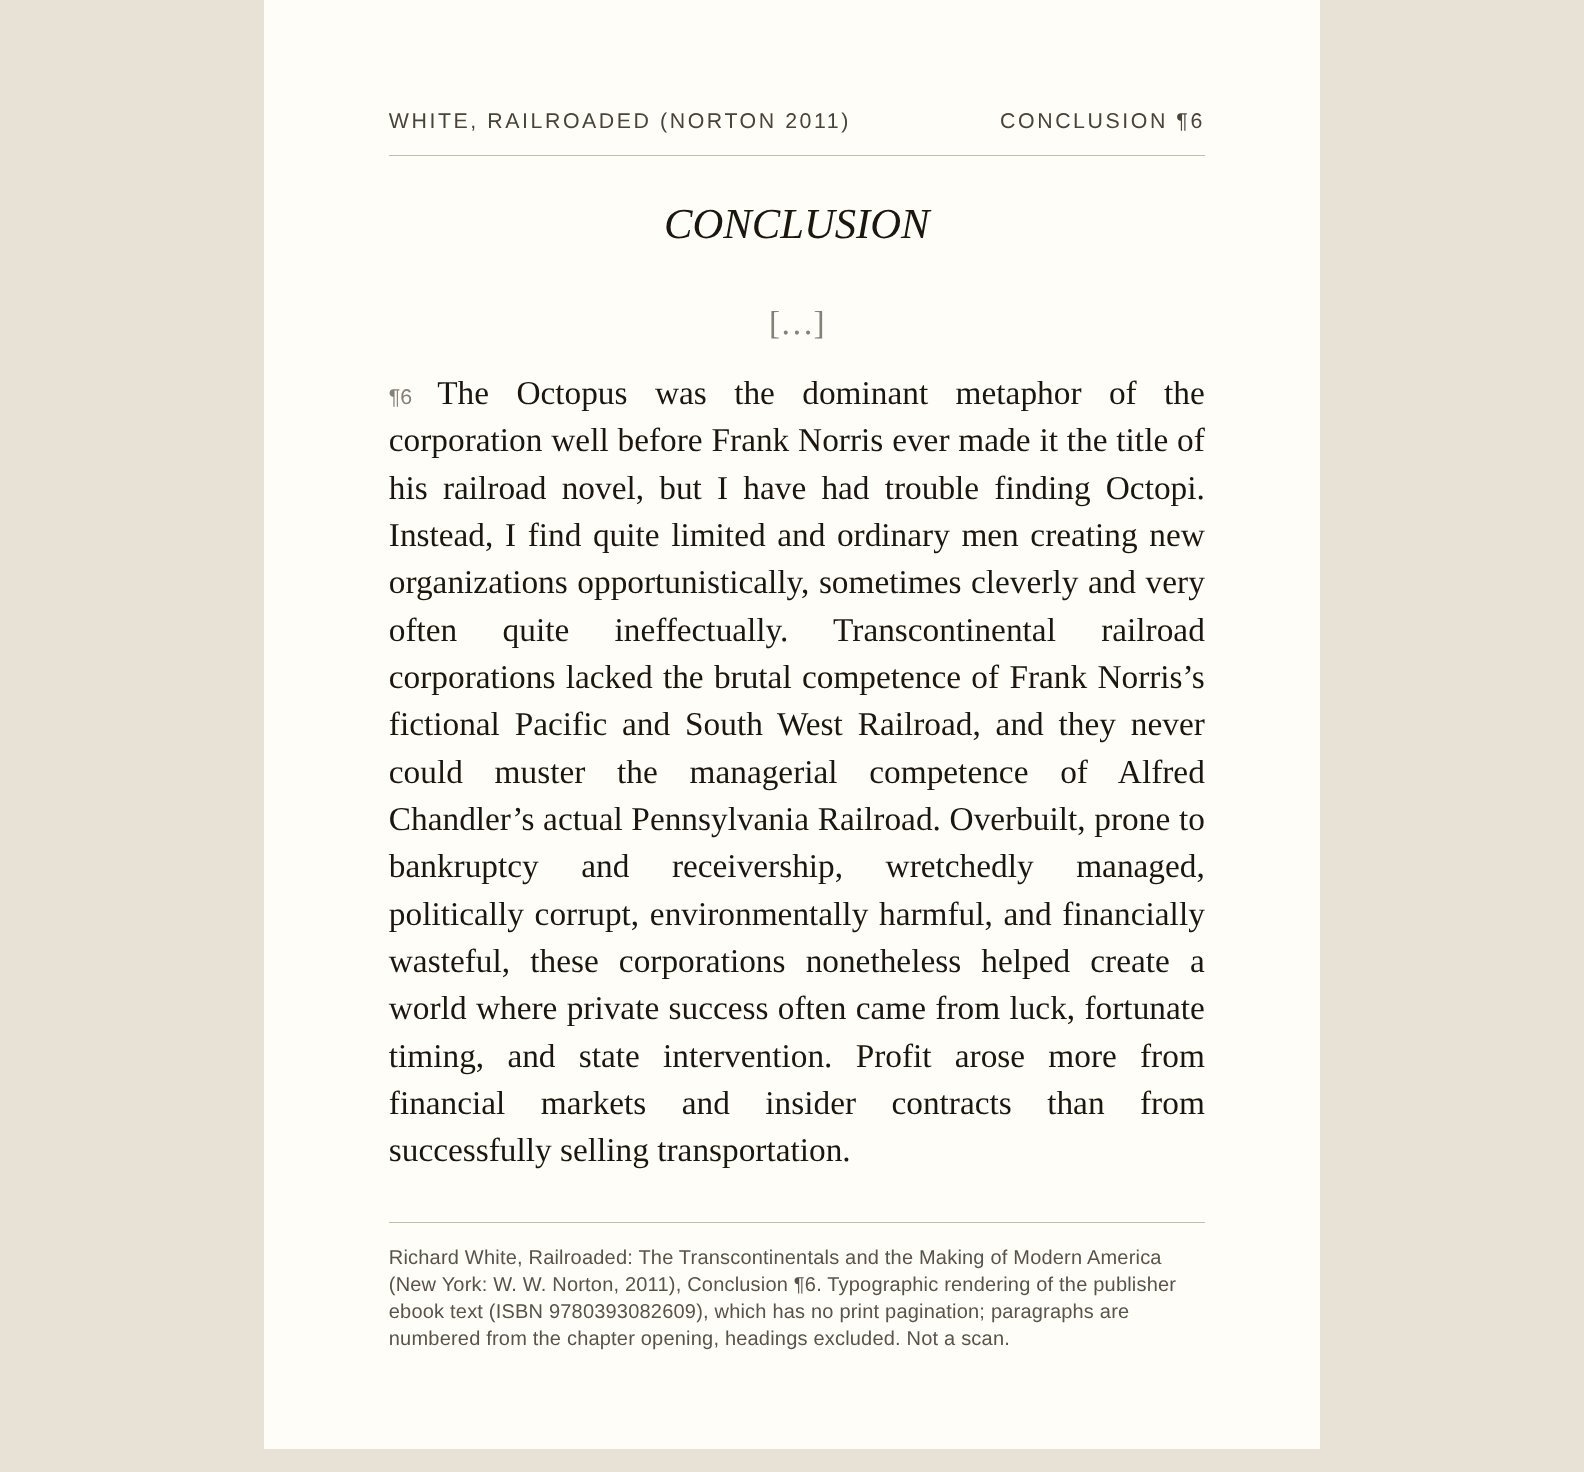 WHITE, RAILROADED (NORTON 2011) CONCLUSION ¶6
CONCLUSION
[…]
¶6 The Octopus was the dominant metaphor of the
corporation well before Frank Norris ever made it the title of
his railroad novel, but I have had trouble finding Octopi.
Instead, I find quite limited and ordinary men creating new
organizations opportunistically, sometimes cleverly and very
often quite ineffectually. Transcontinental railroad
corporations lacked the brutal competence of Frank Norris’s
fictional Pacific and South West Railroad, and they never
could muster the managerial competence of Alfred
Chandler’s actual Pennsylvania Railroad. Overbuilt, prone to
bankruptcy and receivership, wretchedly managed,
politically corrupt, environmentally harmful, and financially
wasteful, these corporations nonetheless helped create a
world where private success often came from luck, fortunate
timing, and state intervention. Profit arose more from
financial markets and insider contracts than from
successfully selling transportation.
Richard White, Railroaded: The Transcontinentals and the Making of Modern America
(New York: W. W. Norton, 2011), Conclusion ¶6. Typographic rendering of the publisher
ebook text (ISBN 9780393082609), which has no print pagination; paragraphs are
numbered from the chapter opening, headings excluded. Not a scan.